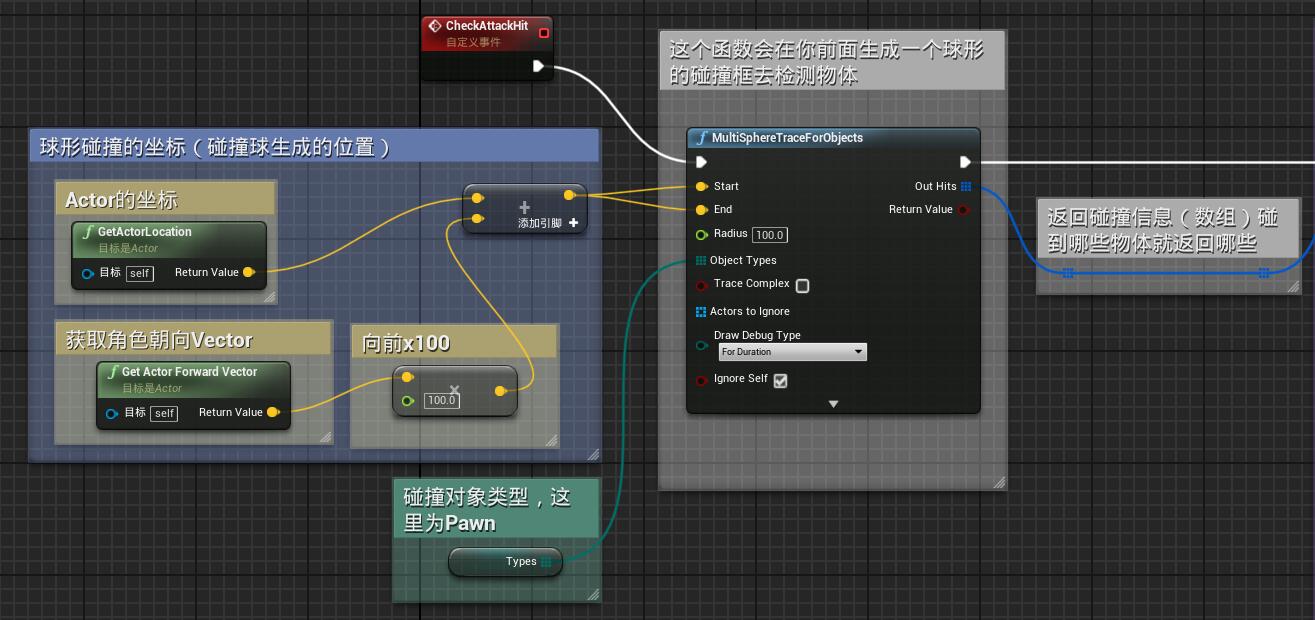 CheckAttackHit
自定义事件
这个函数会在你前面生成一个球形
的碰撞框去检测物体
球形碰撞的坐标（碰撞球生成的位置）
Actor的坐标
GetActorLocation
目标是Actor
目标 self Return Value
+
添加引脚 +
获取角色朝向Vector
Get Actor Forward Vector
目标是Actor
目标 self Return Value
向前x100
×
100.0
碰撞对象类型，这
里为Pawn
Types
MultiSphereTraceForObjects
Start Out Hits
End Return Value
Radius 100.0
Object Types
Trace Complex
Actors to Ignore
Draw Debug Type
For Duration
Ignore Self
返回碰撞信息（数组）碰
到哪些物体就返回哪些